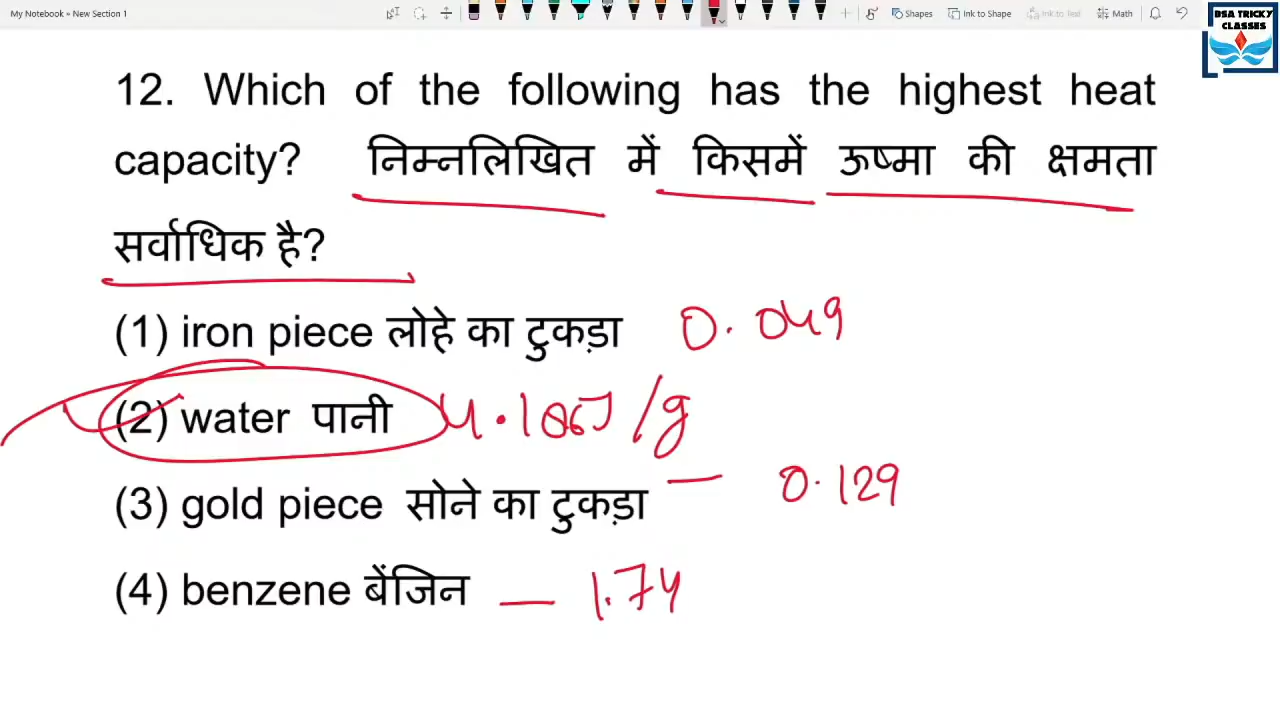 My Notebook » New Section 1
Shapes Ink to Shape Ink to Text Math
BSA TRICKY
CLASSES
12. Which of the following has the highest heat
capacity? निम्नलिखित में किसमें ऊष्मा की क्षमता
सर्वाधिक है?
(1) iron piece लोहे का टुकड़ा 0.049
(2) water पानी 4.186J/g
(3) gold piece सोने का टुकड़ा — 0.129
(4) benzene बेंजिन — 1.74